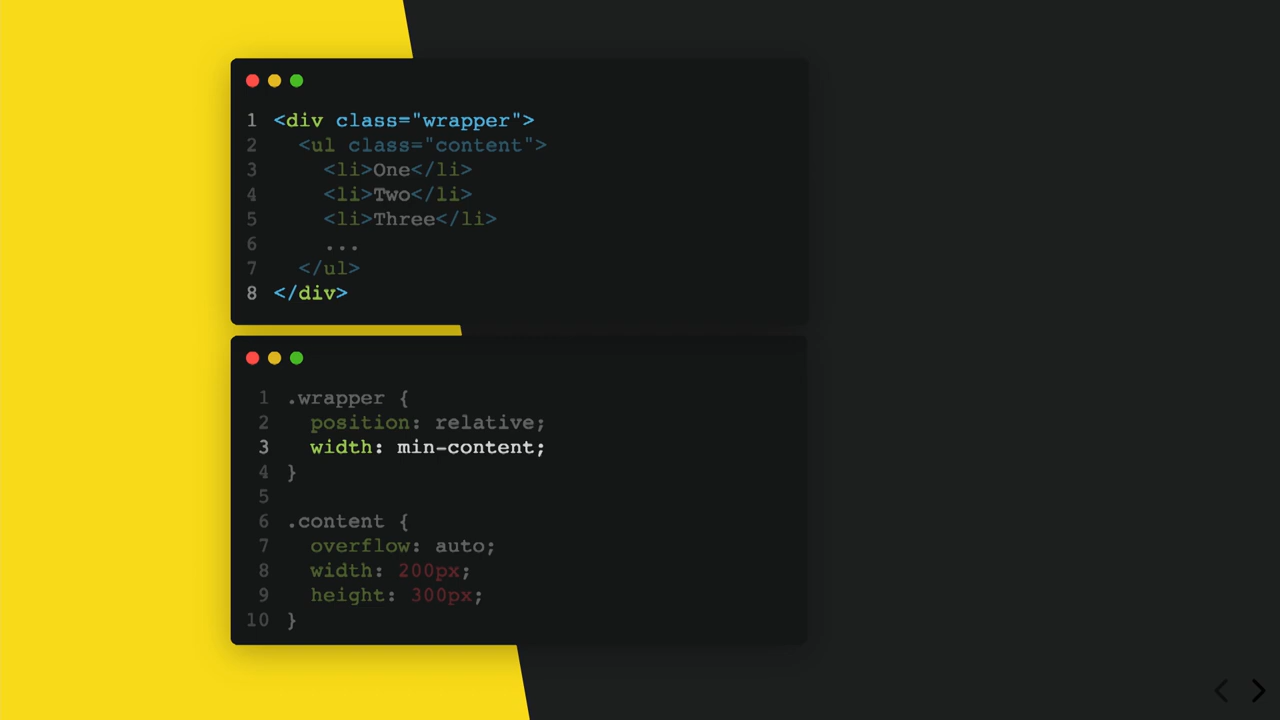 1 <div class="wrapper">
2   <ul class="content">
3     <li>One</li>
4     <li>Two</li>
5     <li>Three</li>
6     ...
7   </ul>
8 </div>
1 .wrapper {
2   position: relative;
3   width: min-content;
4 }
5
6 .content {
7   overflow: auto;
8   width: 200px;
9   height: 300px;
10 }